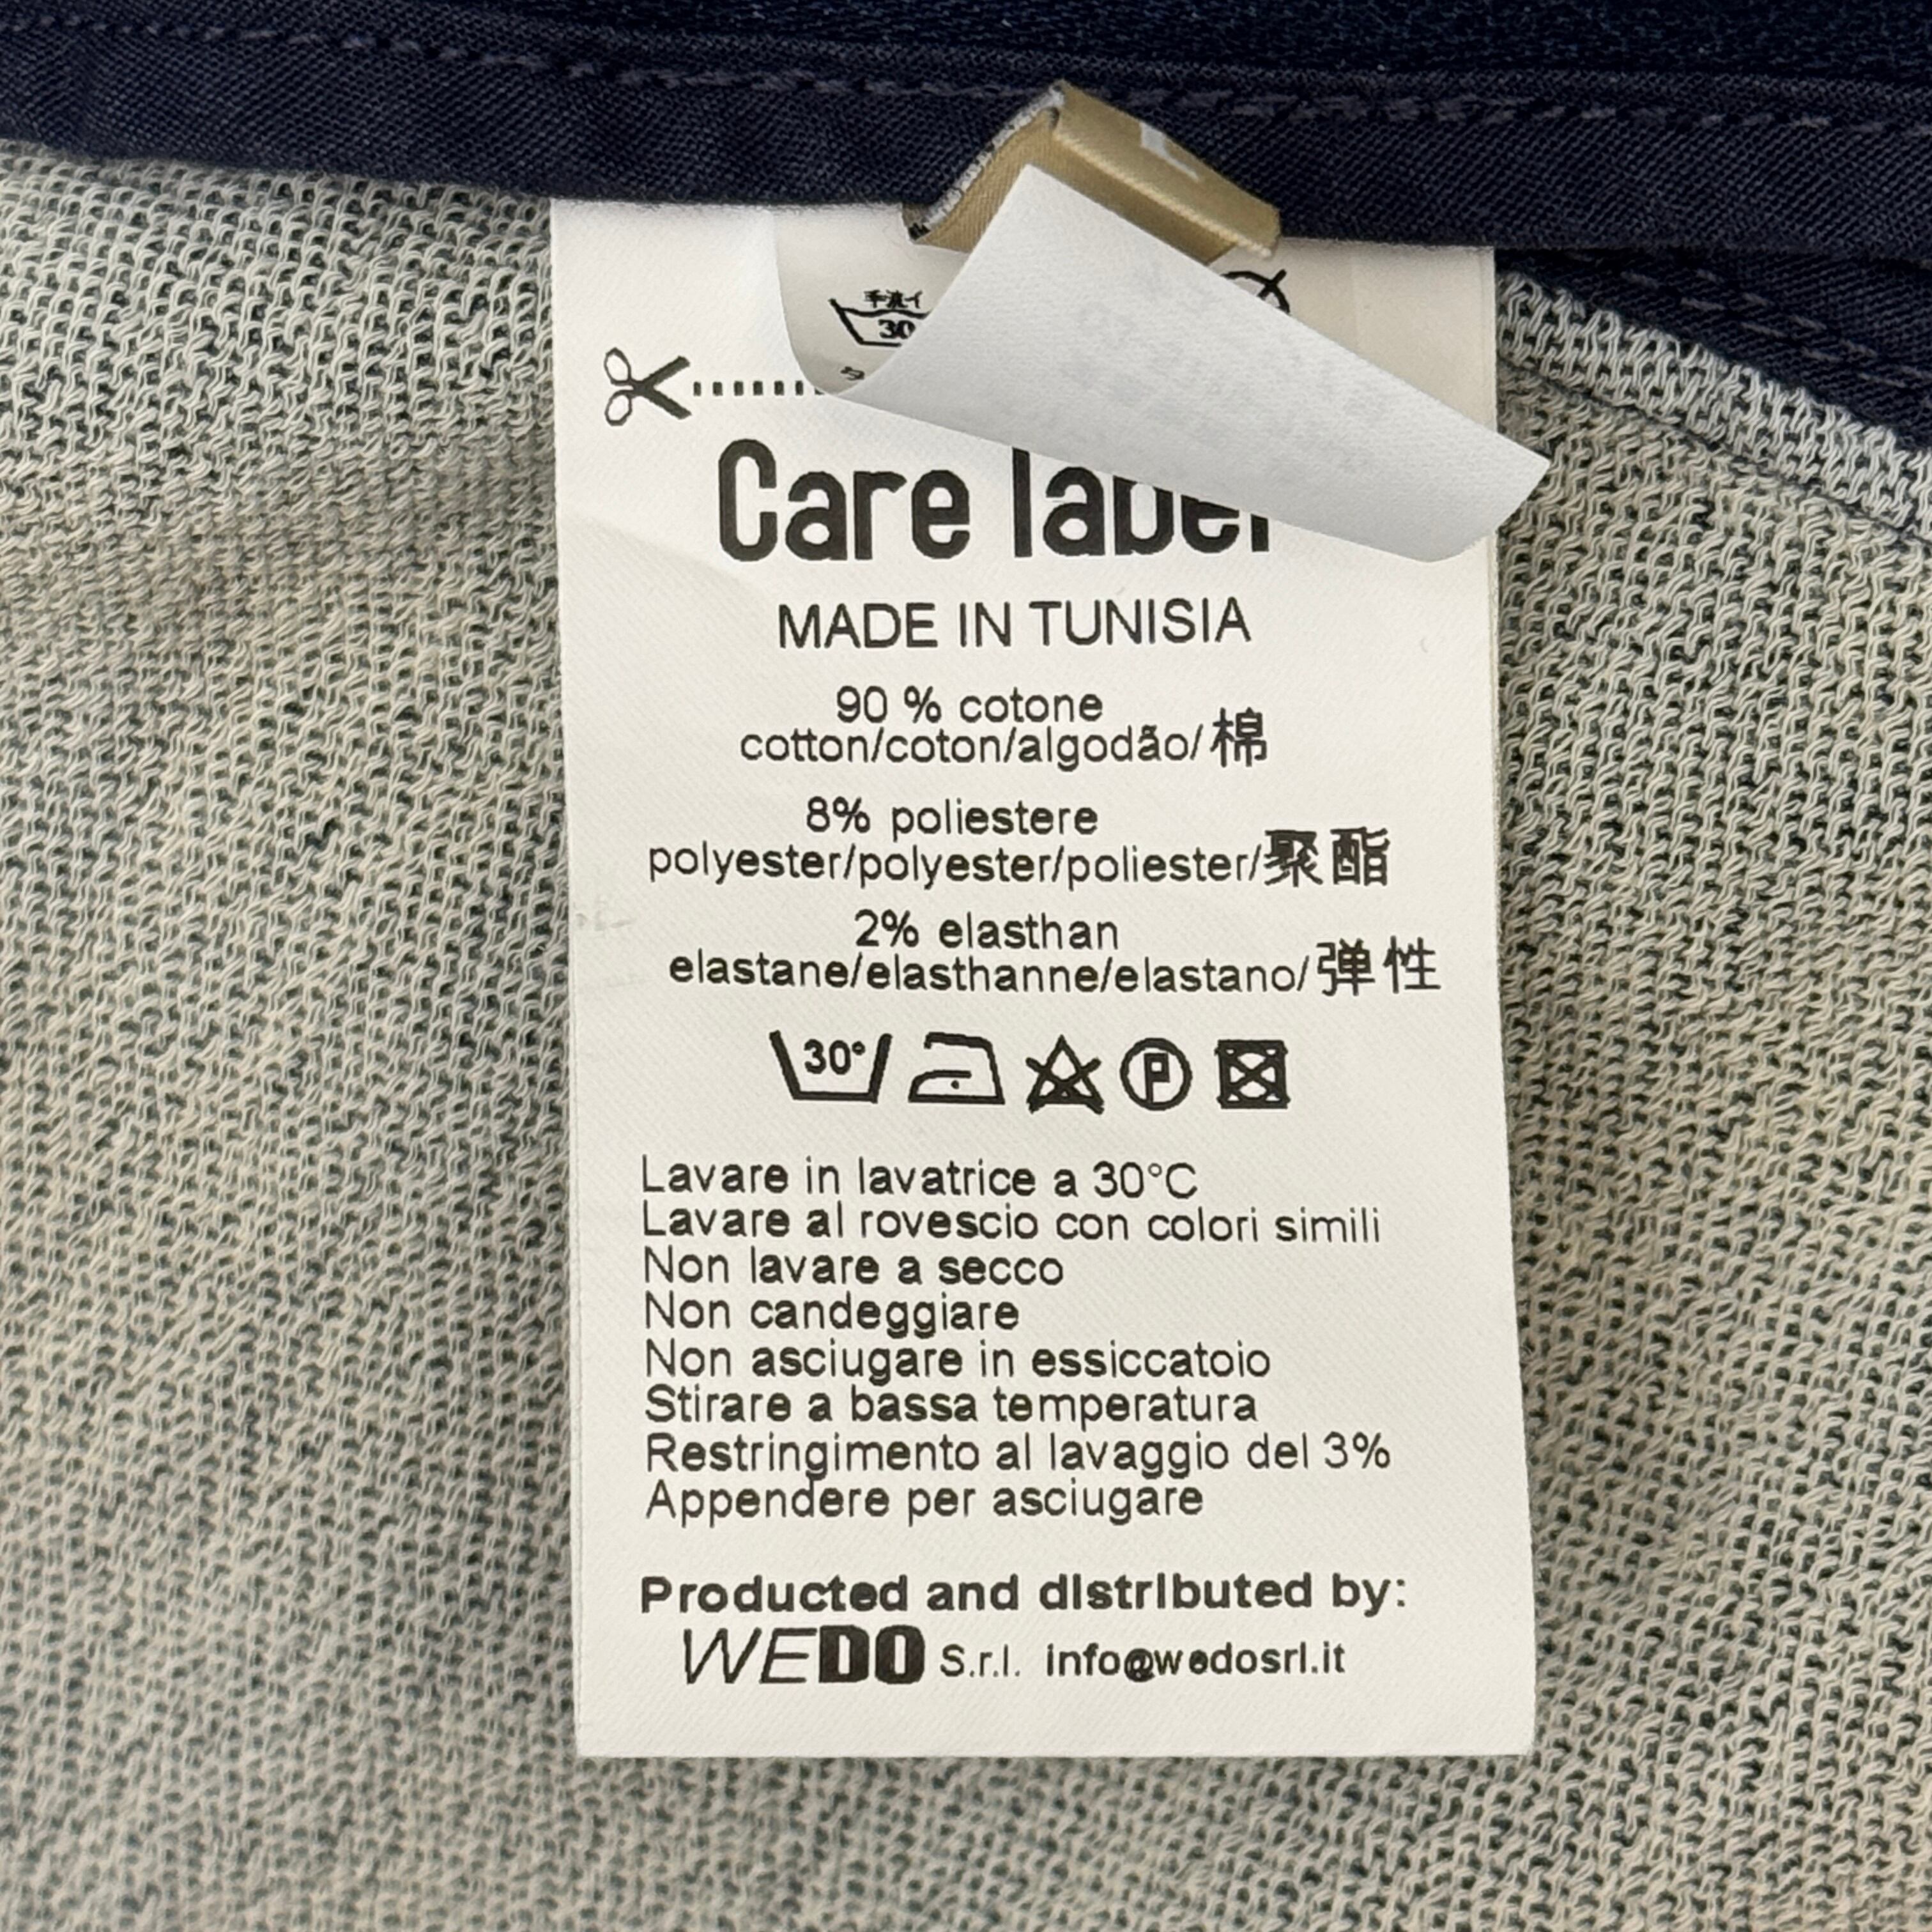 30
Care label
MADE IN TUNISIA
90 % cotone
cotton/coton/algodão/棉
8% poliestere
polyester/polyester/poliester/聚酯
2% elasthan
elastane/elasthanne/elastano/弹性
30°
P
Lavare in lavatrice a 30°C
Lavare al rovescio con colori simili
Non lavare a secco
Non candeggiare
Non asciugare in essiccatoio
Stirare a bassa temperatura
Restringimento al lavaggio del 3%
Appendere per asciugare
Producted and distributed by:
WEDO S.r.l. info@wedosrl.it